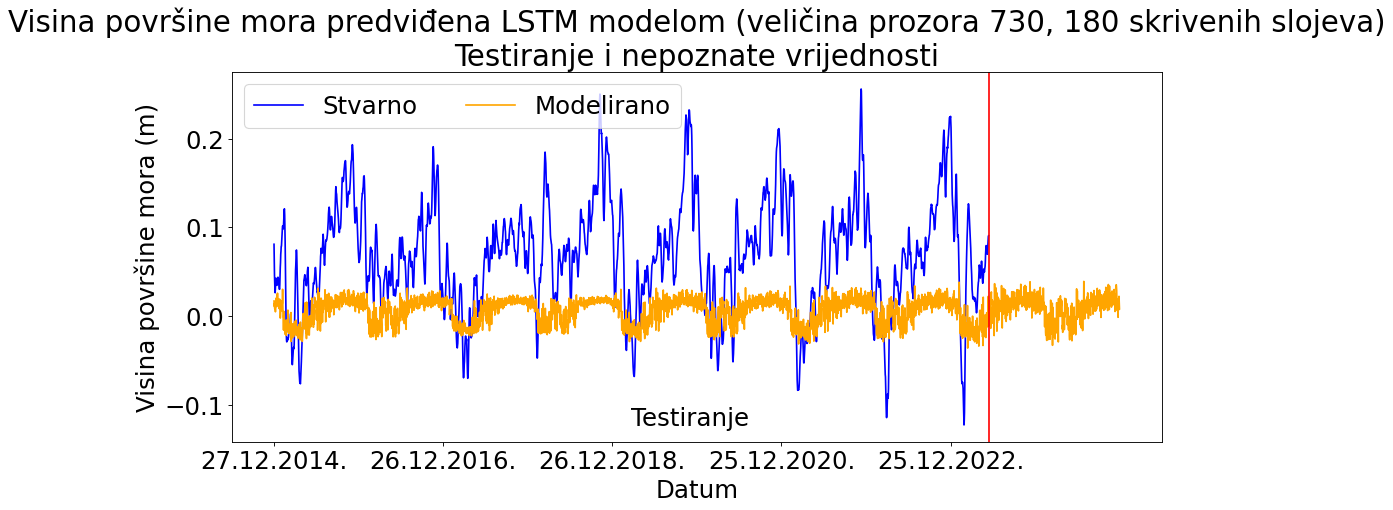 Visina površine mora predviđena LSTM modelom (veličina prozora 730, 180 skrivenih slojeva)
Testiranje i nepoznate vrijednosti
Stvarno Modelirano
Visina površine mora (m)
0.2
0.1
0.0
−0.1
Testiranje
27.12.2014. 26.12.2016. 26.12.2018. 25.12.2020. 25.12.2022.
Datum